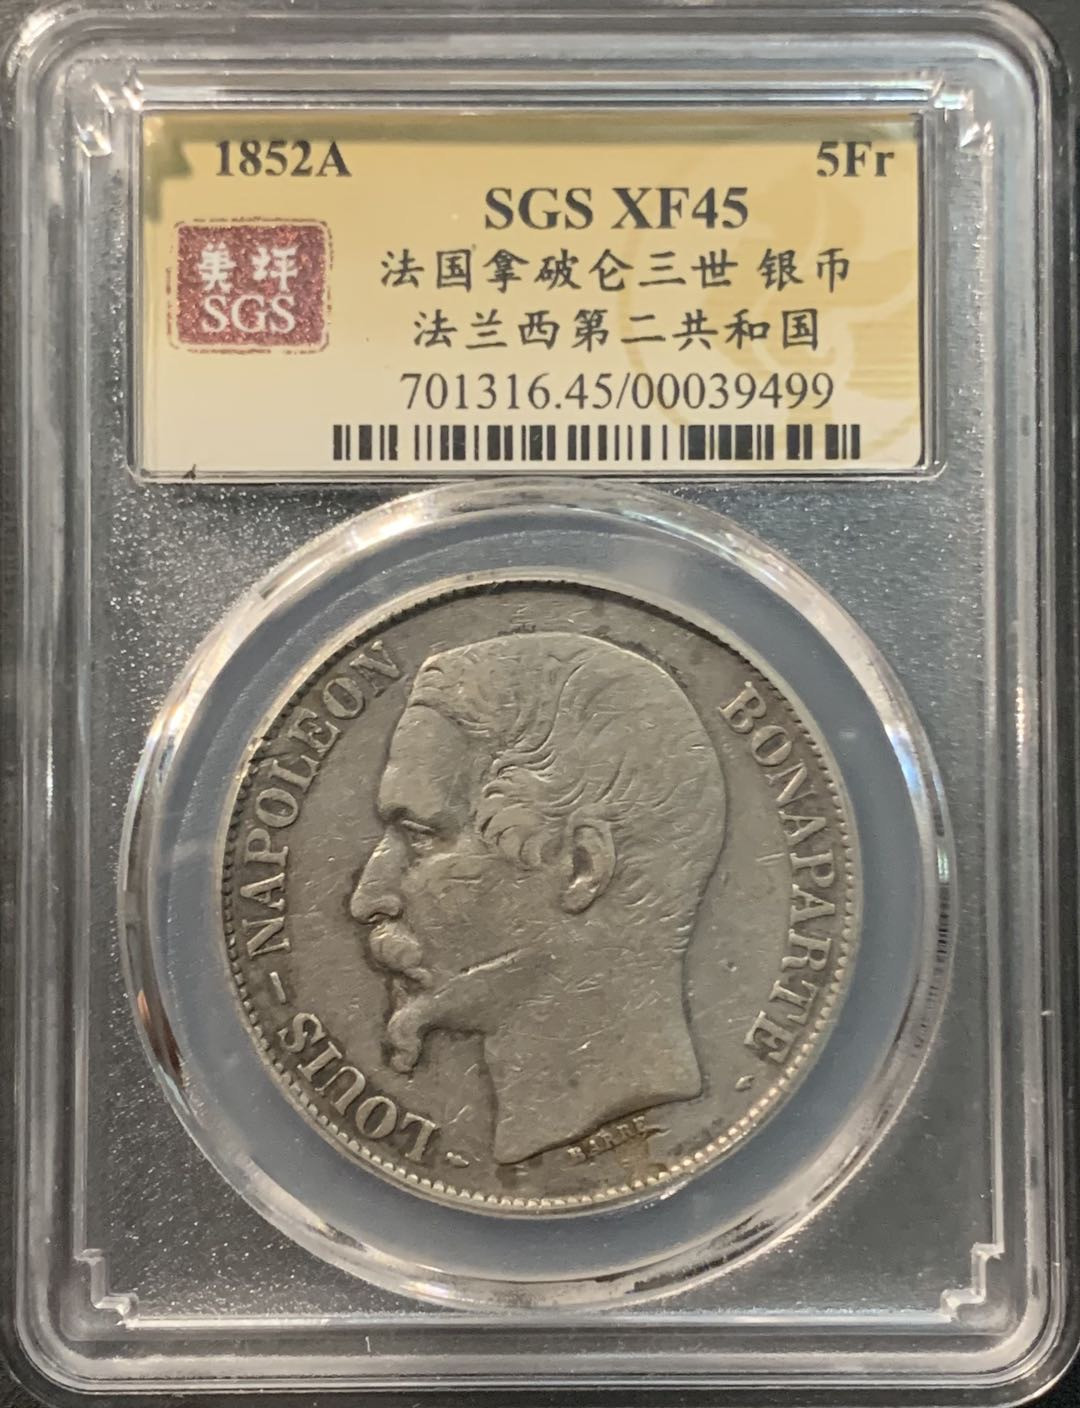 1852A 5Fr
SGS XF45
美评
SGS
法国拿破仑三世 银币
法兰西第二共和国
701316.45/00039499
LOUIS-NAPOLEON BONAPARTE
BARRE